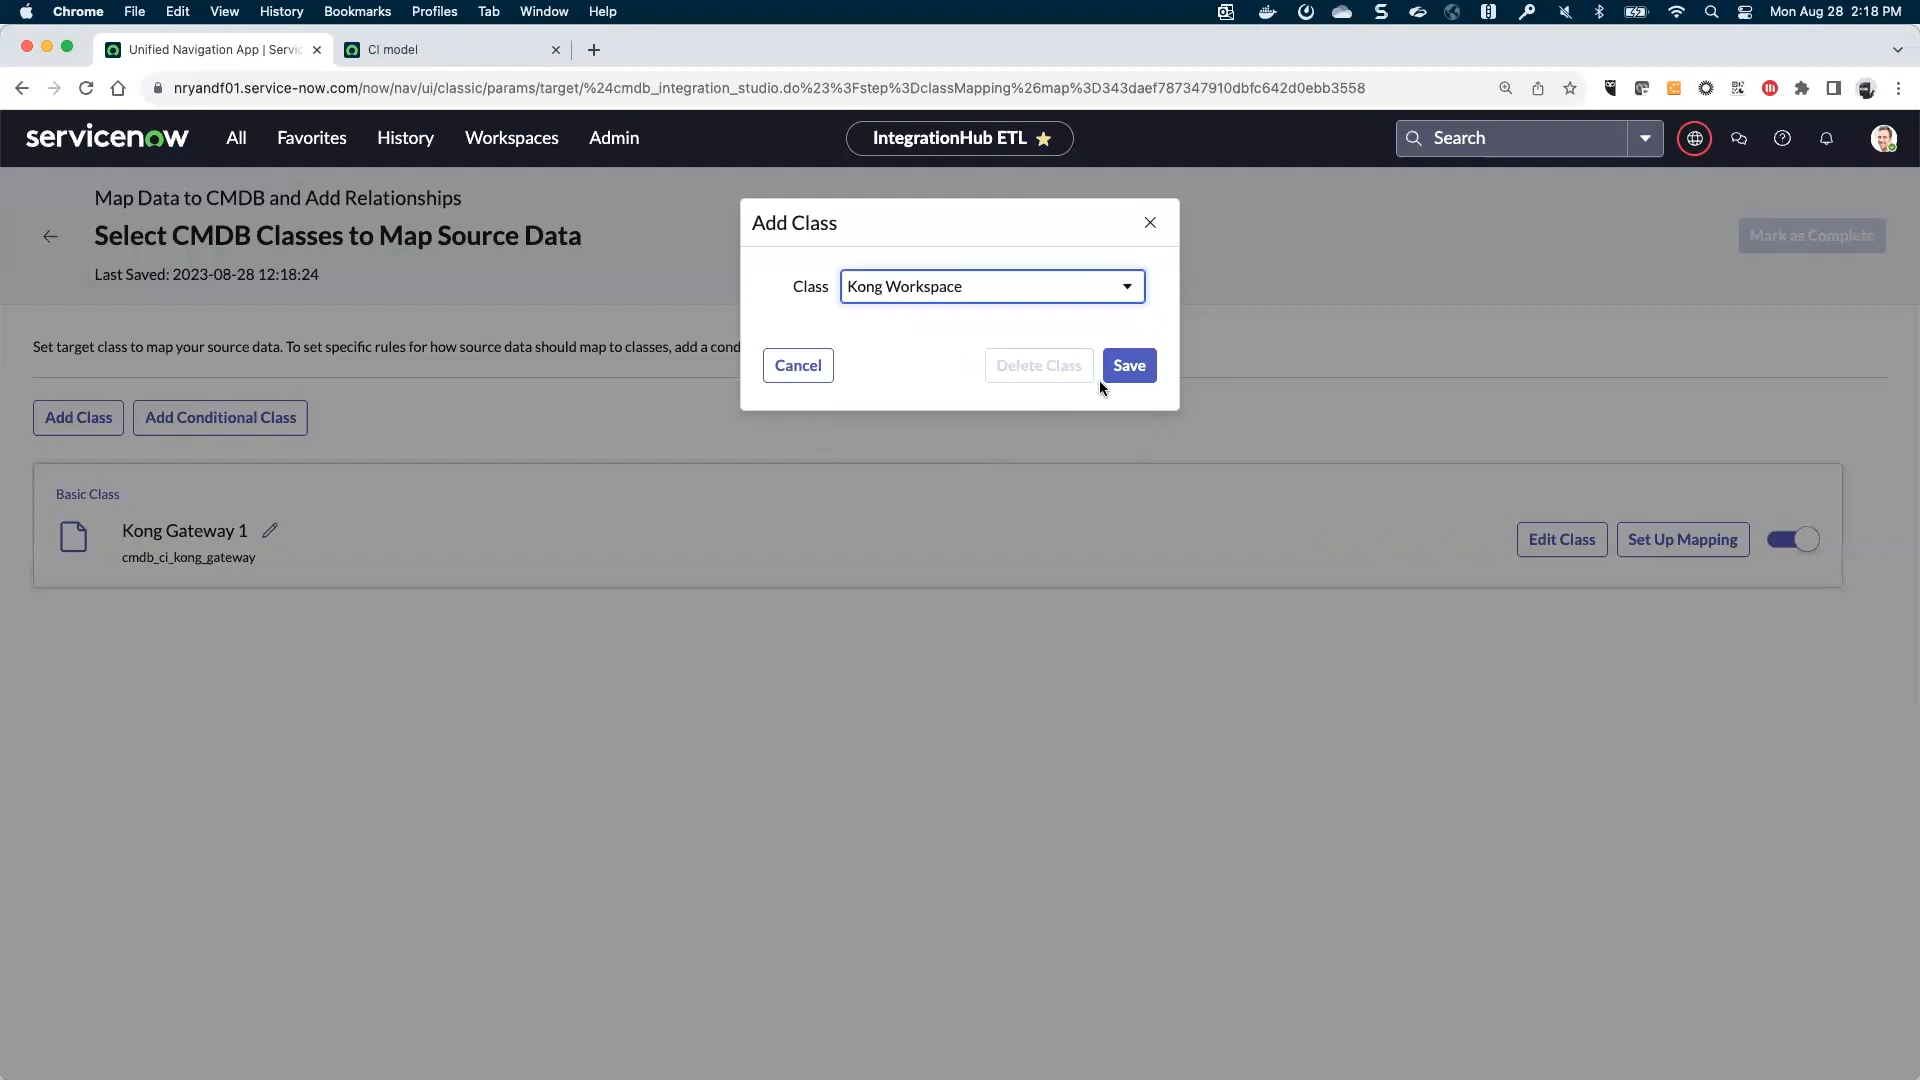 Chrome File Edit View History Bookmarks Profiles Tab Window Help Mon Aug 28 2:18 PM
Unified Navigation App | Servic CI model
nryandf01.service-now.com/now/nav/ui/classic/params/target/%24cmdb_integration_studio.do%23%3Fstep%3DclassMapping%26map%3D343daef787347910dbfc642d0ebb3558
servicenow All Favorites History Workspaces Admin IntegrationHub ETL Search
Map Data to CMDB and Add Relationships
Select CMDB Classes to Map Source Data
Mark as Complete
Last Saved: 2023-08-28 12:18:24
Add Class
Class Kong Workspace
Cancel Delete Class Save
Set target class to map your source data. To set specific rules for how source data should map to classes, add a cond
Add Class Add Conditional Class
Basic Class
Kong Gateway 1
cmdb_ci_kong_gateway
Edit Class Set Up Mapping